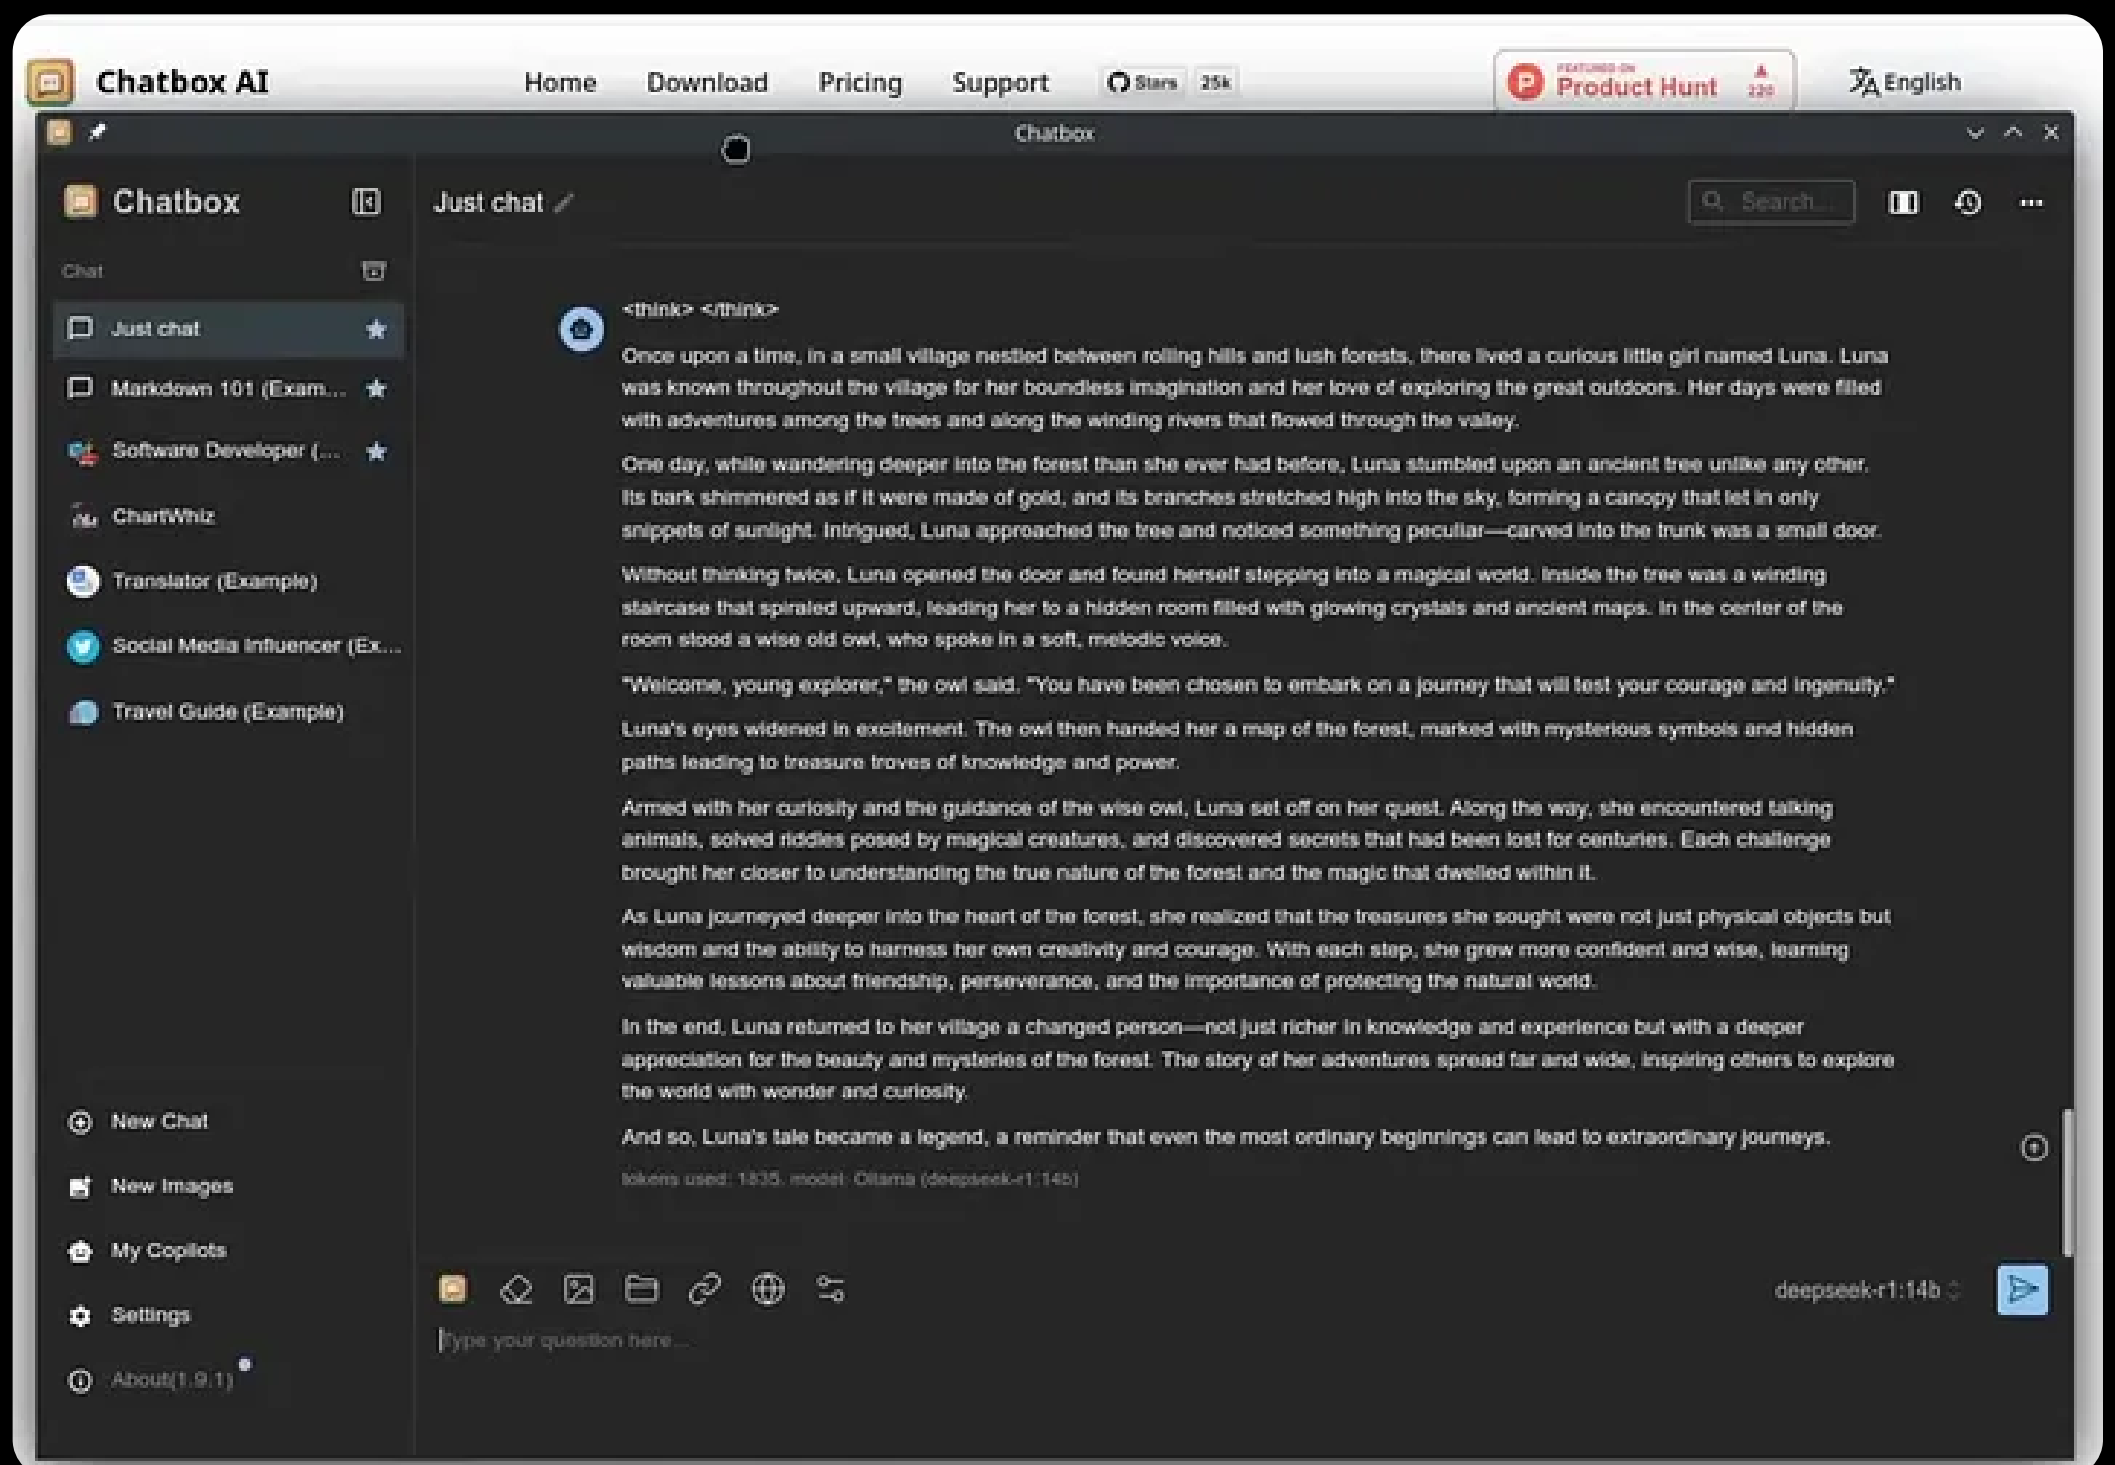 Chatbox AI
Home
Download
Pricing
Support
Stars
25k
FEATURED ON
Product Hunt
220
English
Chatbox
Chatbox
Just chat
Search...
Chat
Just chat
Markdown 101 (Exam...
Software Developer (...
ChartWhiz
Translator (Example)
Social Media Influencer (Ex...
Travel Guide (Example)
New Chat
New Images
My Copilots
Settings
About(1.9.1)
<think> </think>
Once upon a time, in a small village nestled between rolling hills and lush forests, there lived a curious little girl named Luna. Luna
was known throughout the village for her boundless imagination and her love of exploring the great outdoors. Her days were filled
with adventures among the trees and along the winding rivers that flowed through the valley.
One day, while wandering deeper into the forest than she ever had before, Luna stumbled upon an ancient tree unlike any other.
Its bark shimmered as if it were made of gold, and its branches stretched high into the sky, forming a canopy that let in only
snippets of sunlight. Intrigued, Luna approached the tree and noticed something peculiar—carved into the trunk was a small door.
Without thinking twice, Luna opened the door and found herself stepping into a magical world. Inside the tree was a winding
staircase that spiraled upward, leading her to a hidden room filled with glowing crystals and ancient maps. In the center of the
room stood a wise old owl, who spoke in a soft, melodic voice.
"Welcome, young explorer," the owl said. "You have been chosen to embark on a journey that will test your courage and ingenuity."
Luna's eyes widened in excitement. The owl then handed her a map of the forest, marked with mysterious symbols and hidden
paths leading to treasure troves of knowledge and power.
Armed with her curiosity and the guidance of the wise owl, Luna set off on her quest. Along the way, she encountered talking
animals, solved riddles posed by magical creatures, and discovered secrets that had been lost for centuries. Each challenge
brought her closer to understanding the true nature of the forest and the magic that dwelled within it.
As Luna journeyed deeper into the heart of the forest, she realized that the treasures she sought were not just physical objects but
wisdom and the ability to harness her own creativity and courage. With each step, she grew more confident and wise, learning
valuable lessons about friendship, perseverance, and the importance of protecting the natural world.
In the end, Luna returned to her village a changed person—not just richer in knowledge and experience but with a deeper
appreciation for the beauty and mysteries of the forest. The story of her adventures spread far and wide, inspiring others to explore
the world with wonder and curiosity.
And so, Luna's tale became a legend, a reminder that even the most ordinary beginnings can lead to extraordinary journeys.
tokens used: 1835, model: Ollama (deepseek-r1:14b)
deepseek-r1:14b
Type your question here...